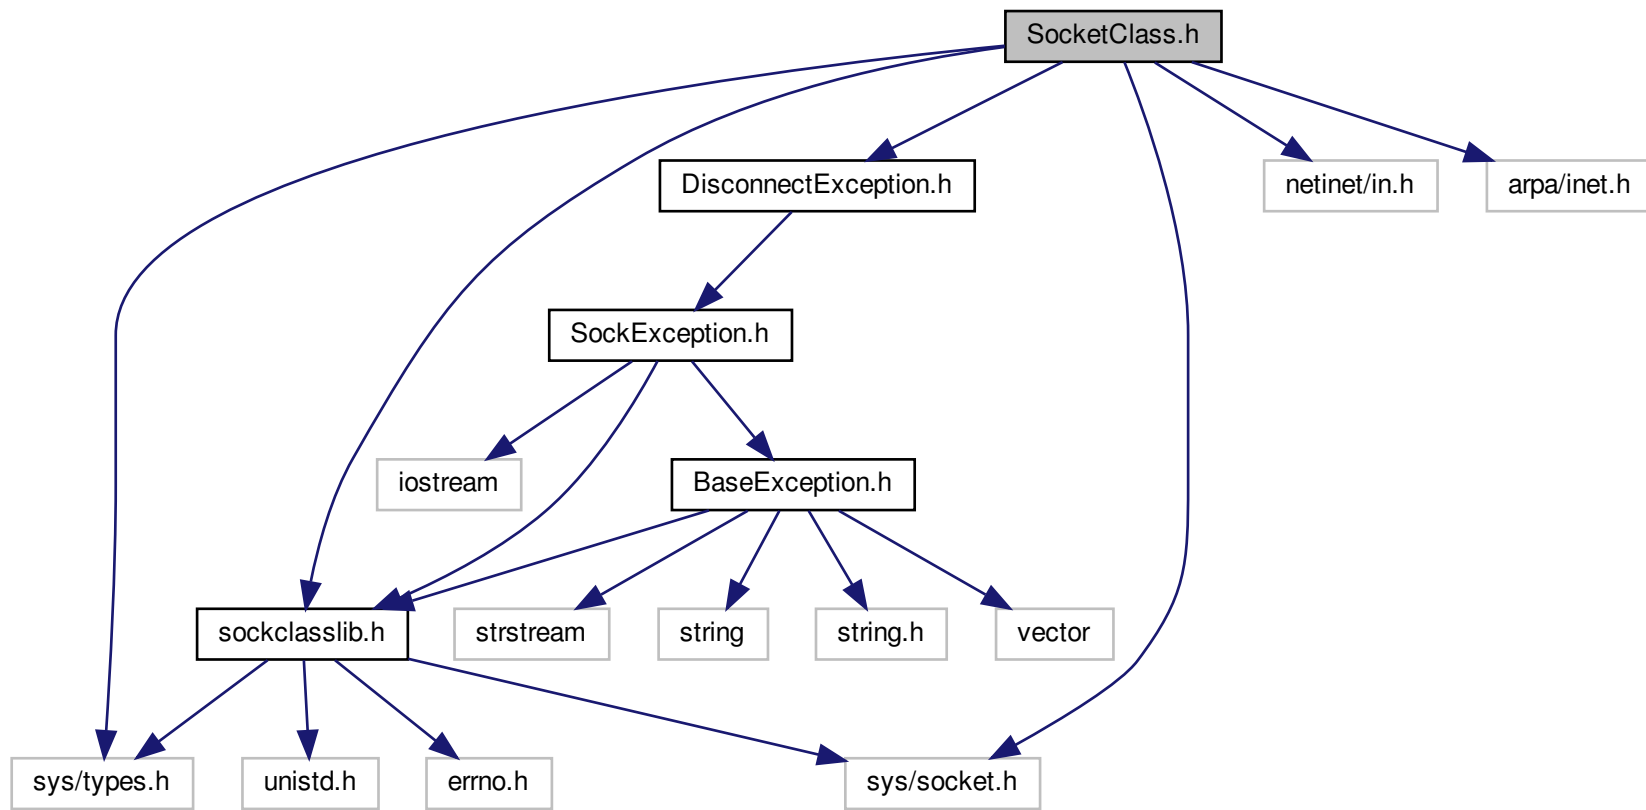 SocketClass.h
DisconnectException.h
netinet/in.h
arpa/inet.h
SockException.h
iostream
BaseException.h
sockclasslib.h
strstream
string
string.h
vector
sys/types.h
unistd.h
errno.h
sys/socket.h